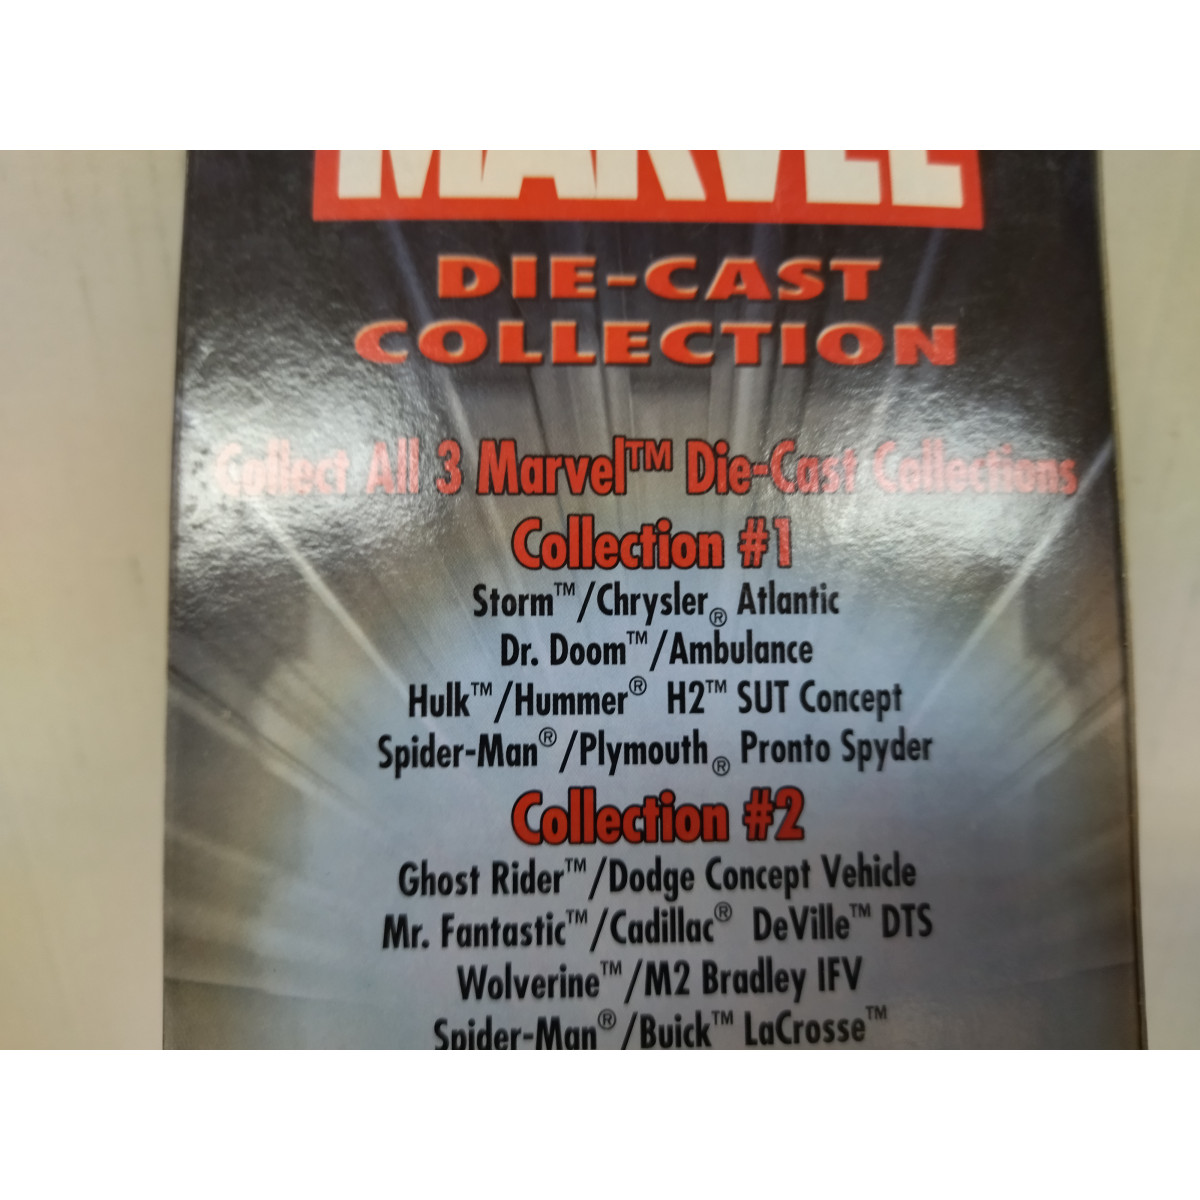 MARVEL
DIE-CAST
COLLECTION
Collect All 3 Marvel™ Die-Cast Collections
Collection #1
Storm™/Chrysler® Atlantic
Dr. Doom™/Ambulance
Hulk™/Hummer® H2™ SUT Concept
Spider-Man®/Plymouth® Pronto Spyder
Collection #2
Ghost Rider™/Dodge Concept Vehicle
Mr. Fantastic™/Cadillac® DeVille™ DTS
Wolverine™/M2 Bradley IFV
Spider-Man®/Buick™ LaCrosse™